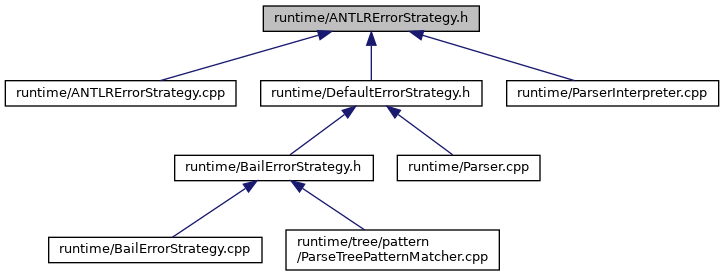 runtime/ANTLRErrorStrategy.h
runtime/ANTLRErrorStrategy.cpp
runtime/DefaultErrorStrategy.h
runtime/ParserInterpreter.cpp
runtime/BailErrorStrategy.h
runtime/Parser.cpp
runtime/BailErrorStrategy.cpp
runtime/tree/pattern
/ParseTreePatternMatcher.cpp